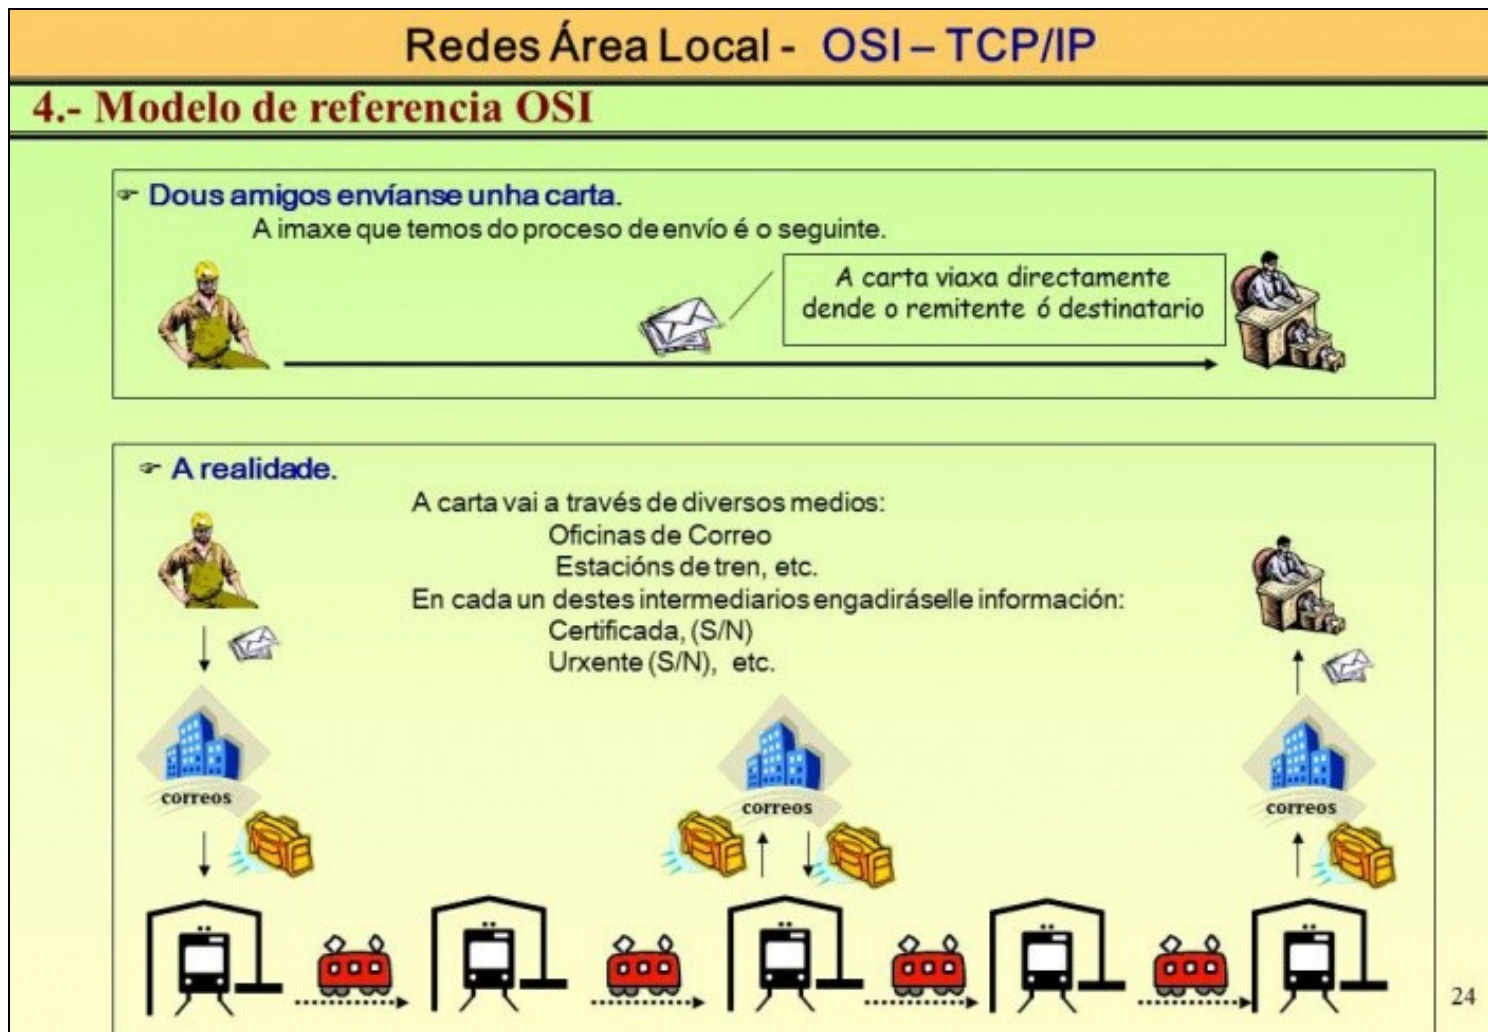 Redes Área Local - OSI – TCP/IP
4.- Modelo de referencia OSI
☞ Dous amigos envíanse unha carta.
A imaxe que temos do proceso de envío é o seguinte.
A carta viaxa directamente
dende o remitente ó destinatario
☞ A realidade.
A carta vai a través de diversos medios:
Oficinas de Correo
Estacións de tren, etc.
En cada un destes intermediarios engadiráselle información:
Certificada, (S/N)
Urxente (S/N), etc.
correos
correos
correos
24